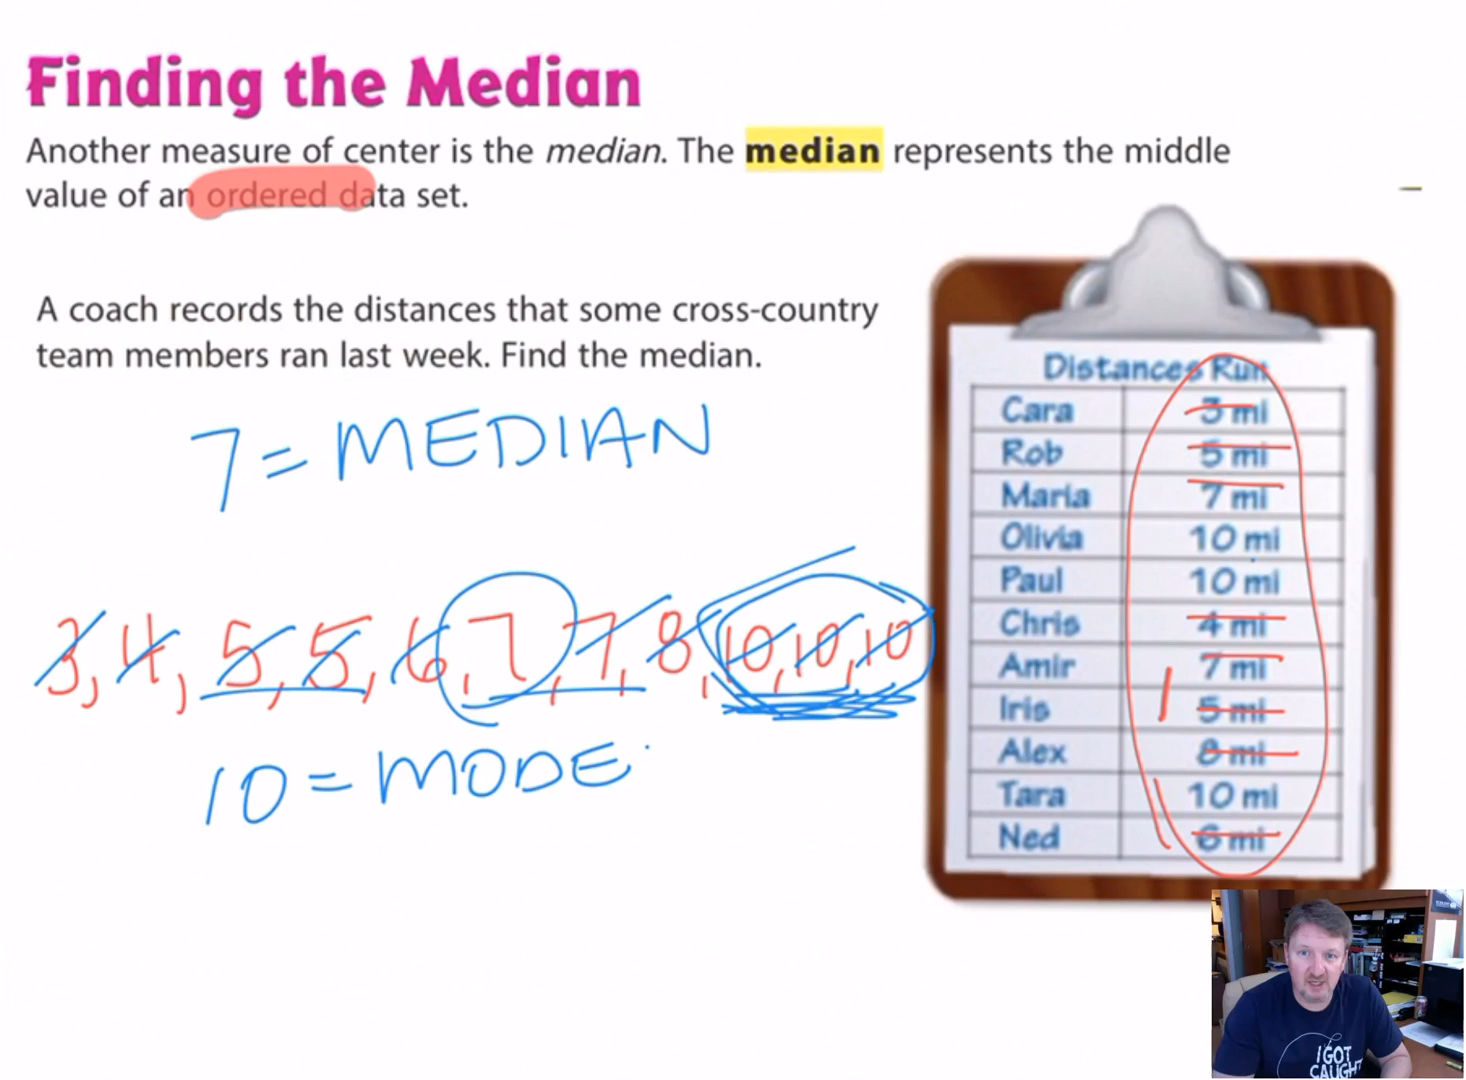 Finding the Median
Another measure of center is the median. The median represents the middle
value of an ordered data set.
A coach records the distances that some cross-country
team members ran last week. Find the median.
7 = MEDIAN
3, 4, 5, 5, 6, 7, 7, 8, 10, 10, 10
10 = MODE
Distances Run
Cara 3 mi
Rob 5 mi
Maria 7 mi
Olivia 10 mi
Paul 10 mi
Chris 4 mi
Amir 7 mi
Iris 5 mi
Alex 8 mi
Tara 10 mi
Ned 6 mi
I GOT
CAUGHT